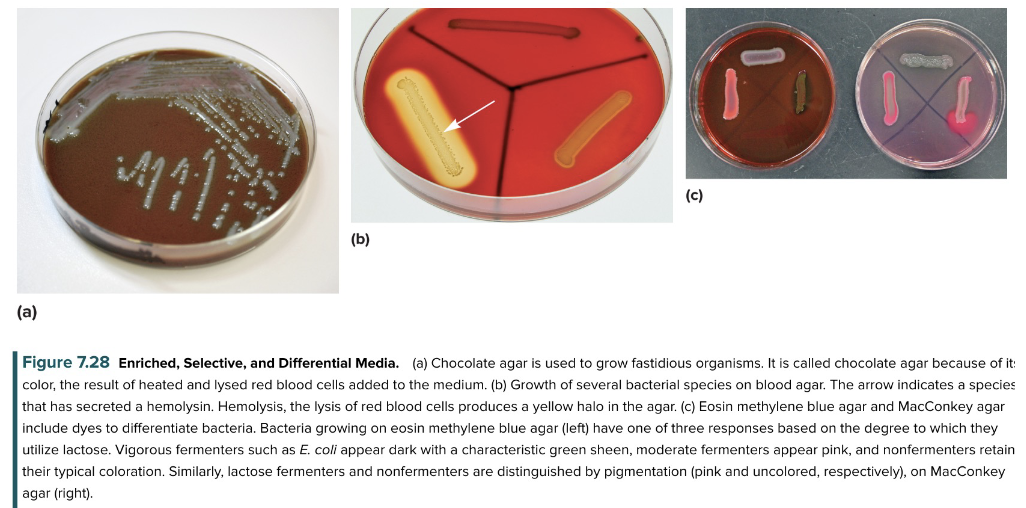 (a)
(b)
(c)
Figure 7.28 Enriched, Selective, and Differential Media. (a) Chocolate agar is used to grow fastidious organisms. It is called chocolate agar because of its
color, the result of heated and lysed red blood cells added to the medium. (b) Growth of several bacterial species on blood agar. The arrow indicates a species
that has secreted a hemolysin. Hemolysis, the lysis of red blood cells produces a yellow halo in the agar. (c) Eosin methylene blue agar and MacConkey agar
include dyes to differentiate bacteria. Bacteria growing on eosin methylene blue agar (left) have one of three responses based on the degree to which they
utilize lactose. Vigorous fermenters such as E. coli appear dark with a characteristic green sheen, moderate fermenters appear pink, and nonfermenters retain
their typical coloration. Similarly, lactose fermenters and nonfermenters are distinguished by pigmentation (pink and uncolored, respectively), on MacConkey
agar (right).